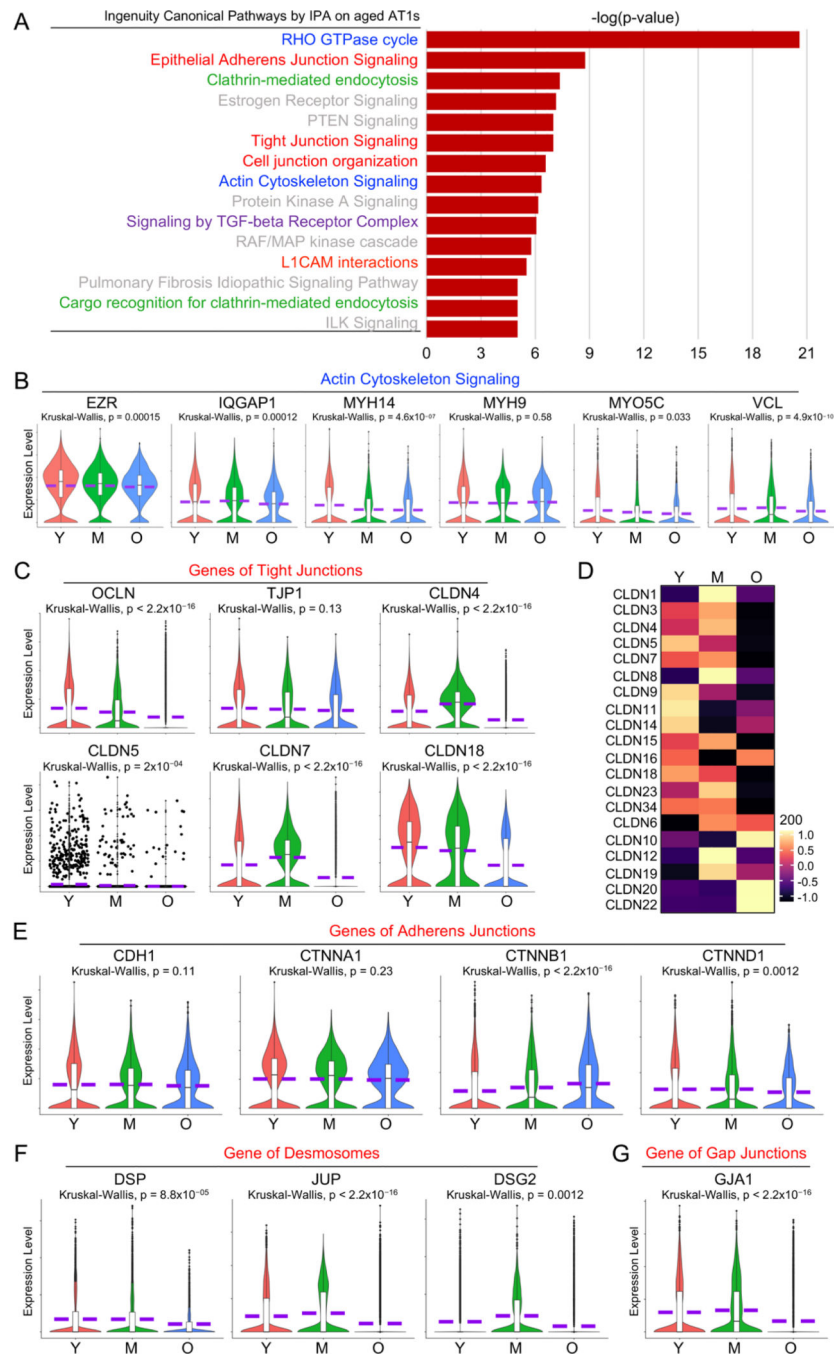 A
Ingenuity Canonical Pathways by IPA on aged AT1s
-log(p-value)
RHO GTPase cycle
Epithelial Adherens Junction Signaling
Clathrin-mediated endocytosis
Estrogen Receptor Signaling
PTEN Signaling
Tight Junction Signaling
Cell junction organization
Actin Cytoskeleton Signaling
Protein Kinase A Signaling
Signaling by TGF-beta Receptor Complex
RAF/MAP kinase cascade
L1CAM interactions
Pulmonary Fibrosis Idiopathic Signaling Pathway
Cargo recognition for clathrin-mediated endocytosis
ILK Signaling
0 3 6 9 12 15 18 21
B
Actin Cytoskeleton Signaling
EZR IQGAP1 MYH14 MYH9 MYO5C VCL
Kruskal-Wallis, p = 0.00015 Kruskal-Wallis, p = 0.00012 Kruskal-Wallis, p = 4.6x10⁻⁰⁷ Kruskal-Wallis, p = 0.58 Kruskal-Wallis, p = 0.033 Kruskal-Wallis, p = 4.9x10⁻¹⁰
Expression Level
Y M O Y M O Y M O Y M O Y M O Y M O
C
Genes of Tight Junctions
OCLN TJP1 CLDN4
Kruskal-Wallis, p < 2.2x10⁻¹⁶ Kruskal-Wallis, p = 0.13 Kruskal-Wallis, p < 2.2x10⁻¹⁶
Expression Level
CLDN5 CLDN7 CLDN18
Kruskal-Wallis, p = 2x10⁻⁰⁴ Kruskal-Wallis, p < 2.2x10⁻¹⁶ Kruskal-Wallis, p < 2.2x10⁻¹⁶
Expression Level
Y M O Y M O Y M O
D
Y M O
CLDN1
CLDN3
CLDN4
CLDN5
CLDN7
CLDN8
CLDN9
CLDN11
CLDN14
CLDN15
CLDN16
CLDN18
CLDN23
CLDN34
CLDN6
CLDN10
CLDN12
CLDN19
CLDN20
CLDN22
200
1.0
0.5
0.0
-0.5
-1.0
E
Genes of Adherens Junctions
CDH1 CTNNA1 CTNNB1 CTNND1
Kruskal-Wallis, p = 0.11 Kruskal-Wallis, p = 0.23 Kruskal-Wallis, p < 2.2x10⁻¹⁶ Kruskal-Wallis, p = 0.0012
Expression Level
Y M O Y M O Y M O Y M O
F
Gene of Desmosomes
DSP JUP DSG2
Kruskal-Wallis, p = 8.8x10⁻⁰⁵ Kruskal-Wallis, p < 2.2x10⁻¹⁶ Kruskal-Wallis, p = 0.0012
Expression Level
Y M O Y M O Y M O
G
Gene of Gap Junctions
GJA1
Kruskal-Wallis, p < 2.2x10⁻¹⁶
Expression Level
Y M O